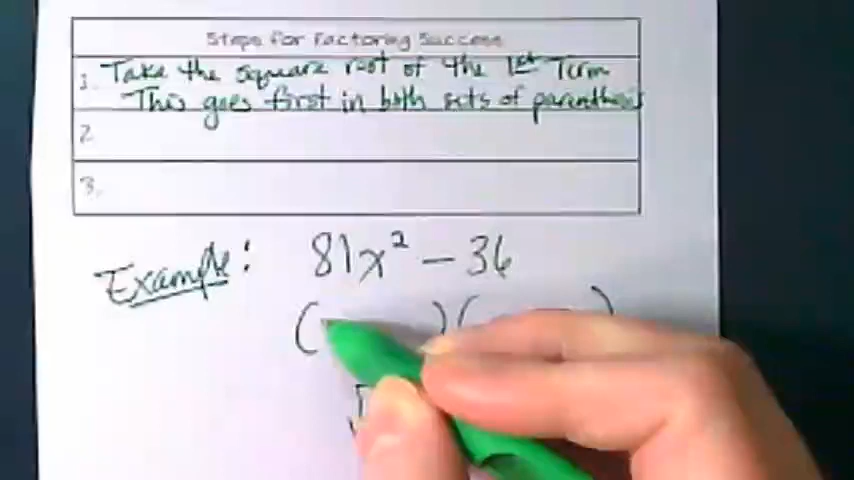 Steps for Factoring Success
1. Take the square root of the 1st Term
This goes first in both sets of parenthesis
2
3.
Example: 81x² - 36
( )( )